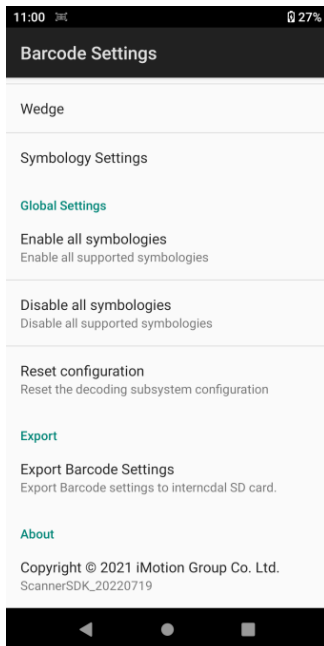 11:00 27%
Barcode Settings
Wedge
Symbology Settings
Global Settings
Enable all symbologies
Enable all supported symbologies
Disable all symbologies
Disable all supported symbologies
Reset configuration
Reset the decoding subsystem configuration
Export
Export Barcode Settings
Export Barcode settings to interncdal SD card.
About
Copyright © 2021 iMotion Group Co. Ltd.
ScannerSDK_20220719